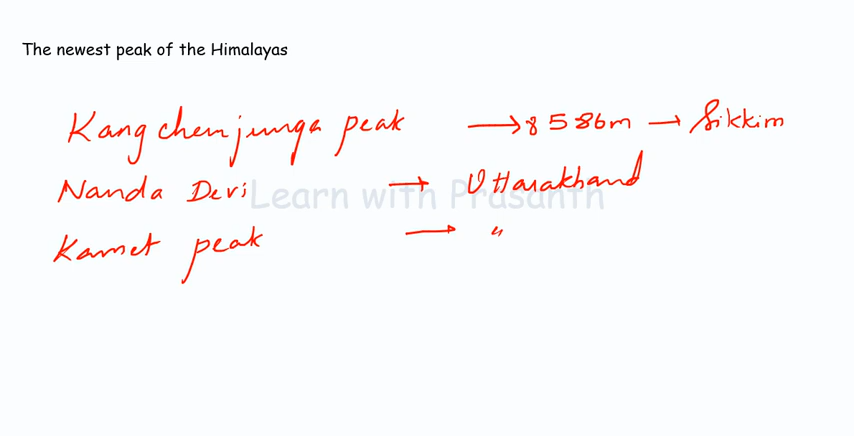 The newest peak of the Himalayas
Kangchenjunga peak → 8586m → Sikkim
Nanda Devi → Uttarakhand
Kamet peak → "
Learn with Prasanth